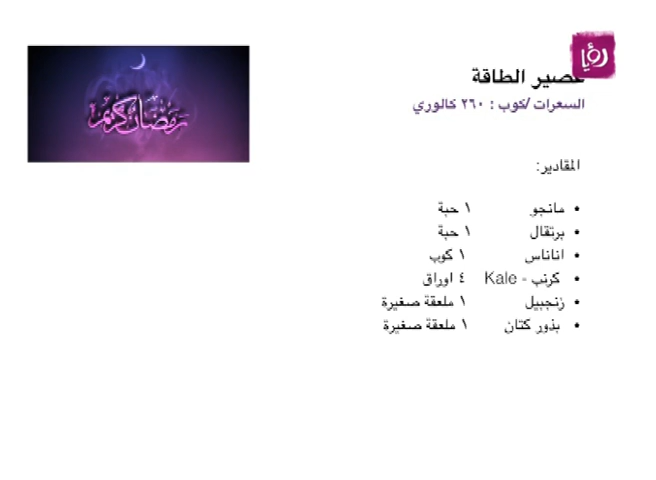 رؤيا
عصير الطاقة
السعرات /كوب : ٢٦٠ كالوري
رمضان كريم
المقادير:
• مانجو ١ حبة
• برتقال ١ حبة
• اناناس ١ كوب
• كرنب - Kale ٤ اوراق
• زنجبيل ١ ملعقة صغيرة
• بذور كتان ١ ملعقة صغيرة